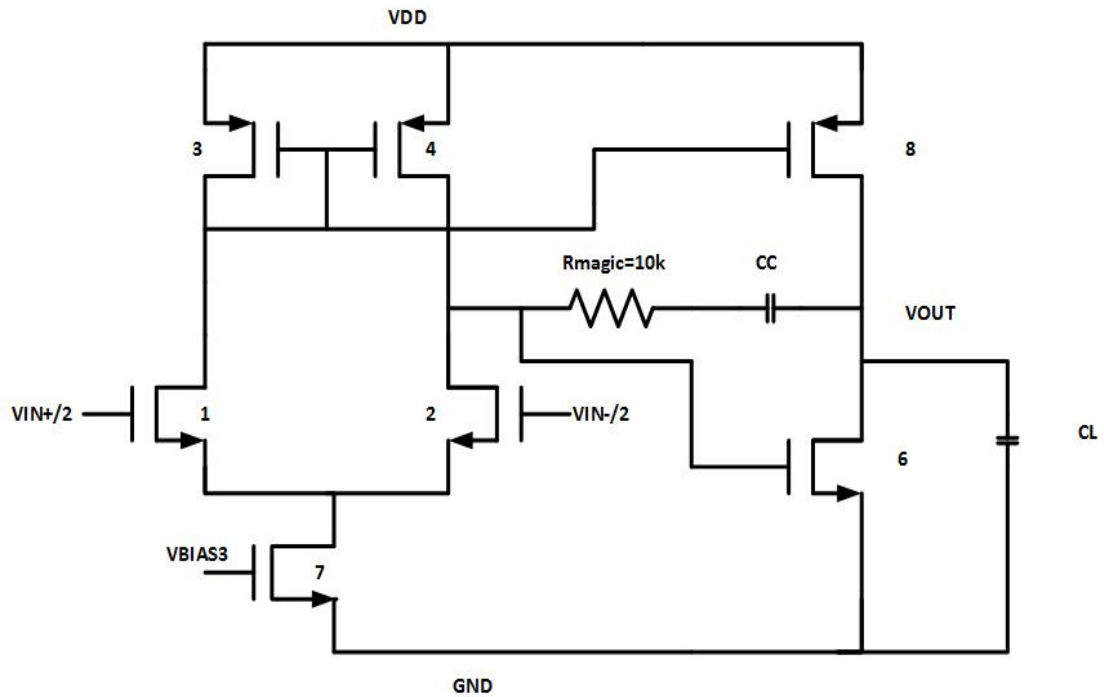 VDD
3
4
8
Rmagic=10k
CC
VOUT
VIN+/2
1
2
VIN-/2
CL
6
VBIAS3
7
GND